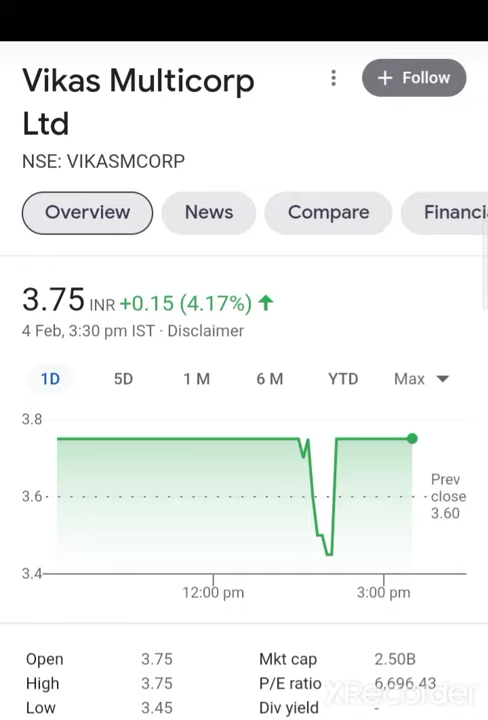 Vikas Multicorp
Ltd
+ Follow
NSE: VIKASMCORP
Overview News Compare Financi
3.75 INR +0.15 (4.17%) ↑
4 Feb, 3:30 pm IST · Disclaimer
1D 5D 1 M 6 M YTD Max
3.8
3.6
Prev
close
3.60
3.4
12:00 pm 3:00 pm
Open 3.75 Mkt cap 2.50B
High 3.75 P/E ratio 6,696.43
Low 3.45 Div yield -
XRecorder